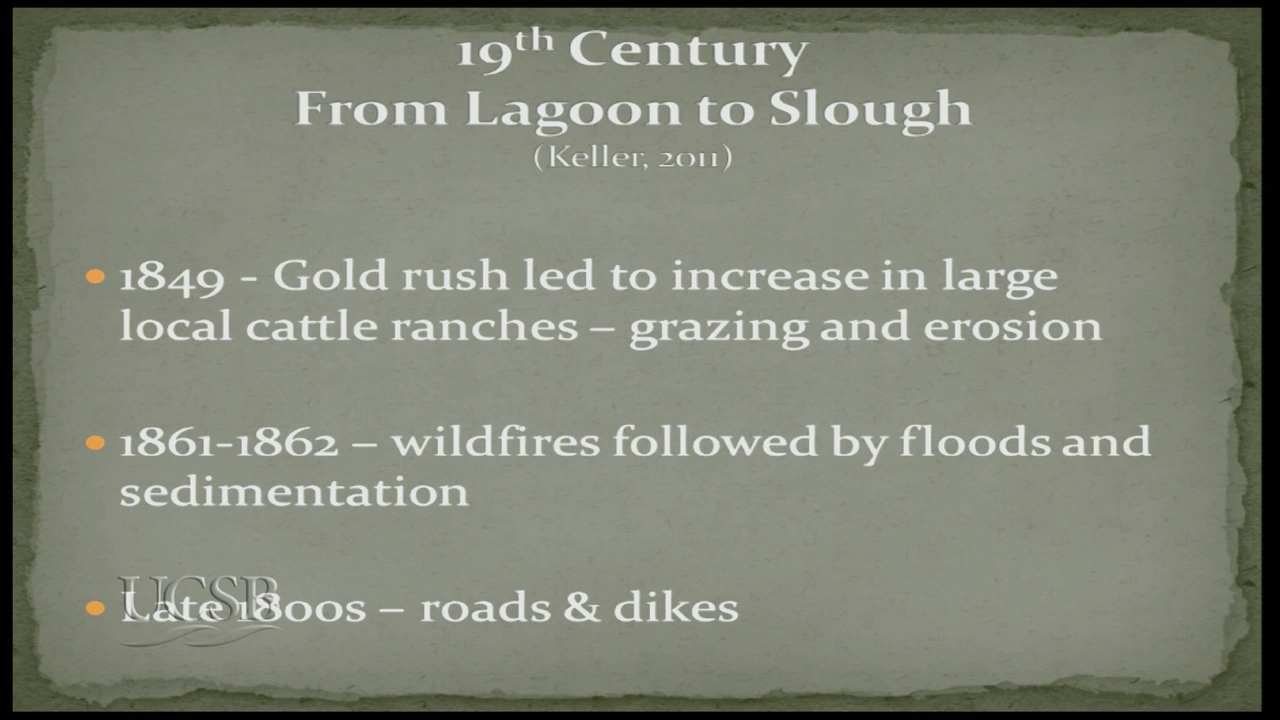 19th Century
From Lagoon to Slough
(Keller, 2011)
• 1849 - Gold rush led to increase in large
local cattle ranches – grazing and erosion
• 1861-1862 – wildfires followed by floods and
sedimentation
UCSB
• Late 1800s – roads & dikes